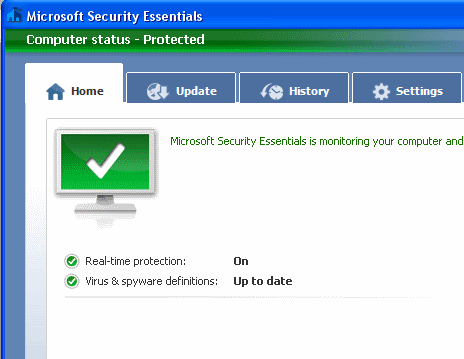 Microsoft Security Essentials
Computer status - Protected
Home Update History Settings
Microsoft Security Essentials is monitoring your computer and
Real-time protection: On
Virus & spyware definitions: Up to date